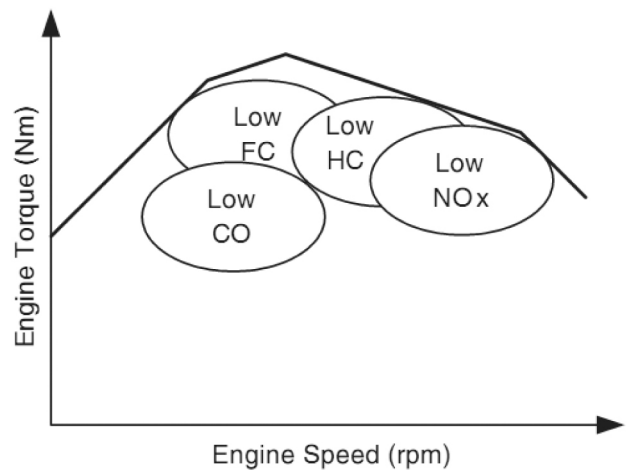 Engine Torque (Nm)
Low
FC
Low
HC
Low
NOx
Low
CO
Engine Speed (rpm)